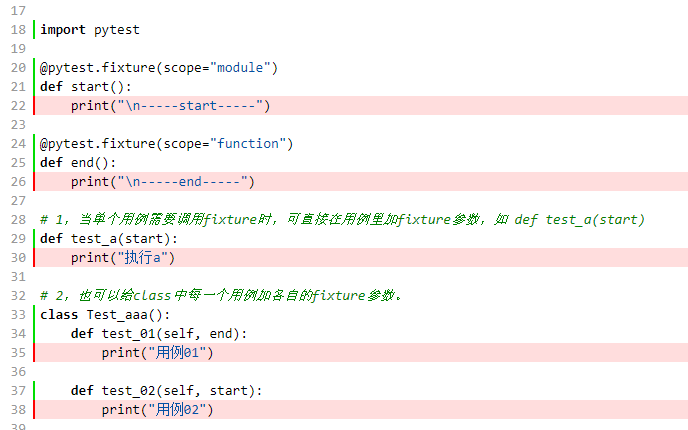 17
18 import pytest
19
20 @pytest.fixture(scope="module")
21 def start():
22     print("\n-----start-----")
23
24 @pytest.fixture(scope="function")
25 def end():
26     print("\n-----end-----")
27
28 # 1，当单个用例需要调用fixture时，可直接在用例里加fixture参数，如 def test_a(start)
29 def test_a(start):
30     print("执行a")
31
32 # 2，也可以给class中每一个用例加各自的fixture参数。
33 class Test_aaa():
34     def test_01(self, end):
35         print("用例01")
36
37     def test_02(self, start):
38         print("用例02")
39